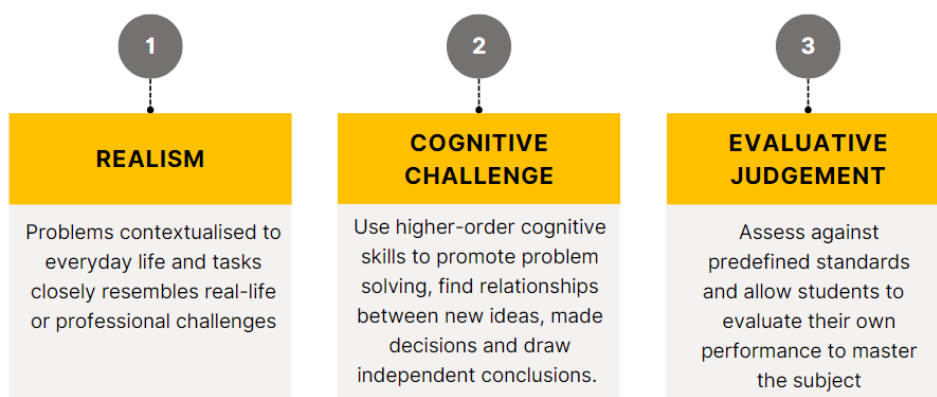 1
REALISM
Problems contextualised to
everyday life and tasks
closely resembles real-life
or professional challenges
2
COGNITIVE
CHALLENGE
Use higher-order cognitive
skills to promote problem
solving, find relationships
between new ideas, made
decisions and draw
independent conclusions.
3
EVALUATIVE
JUDGEMENT
Assess against
predefined standards
and allow students to
evaluate their own
performance to master
the subject